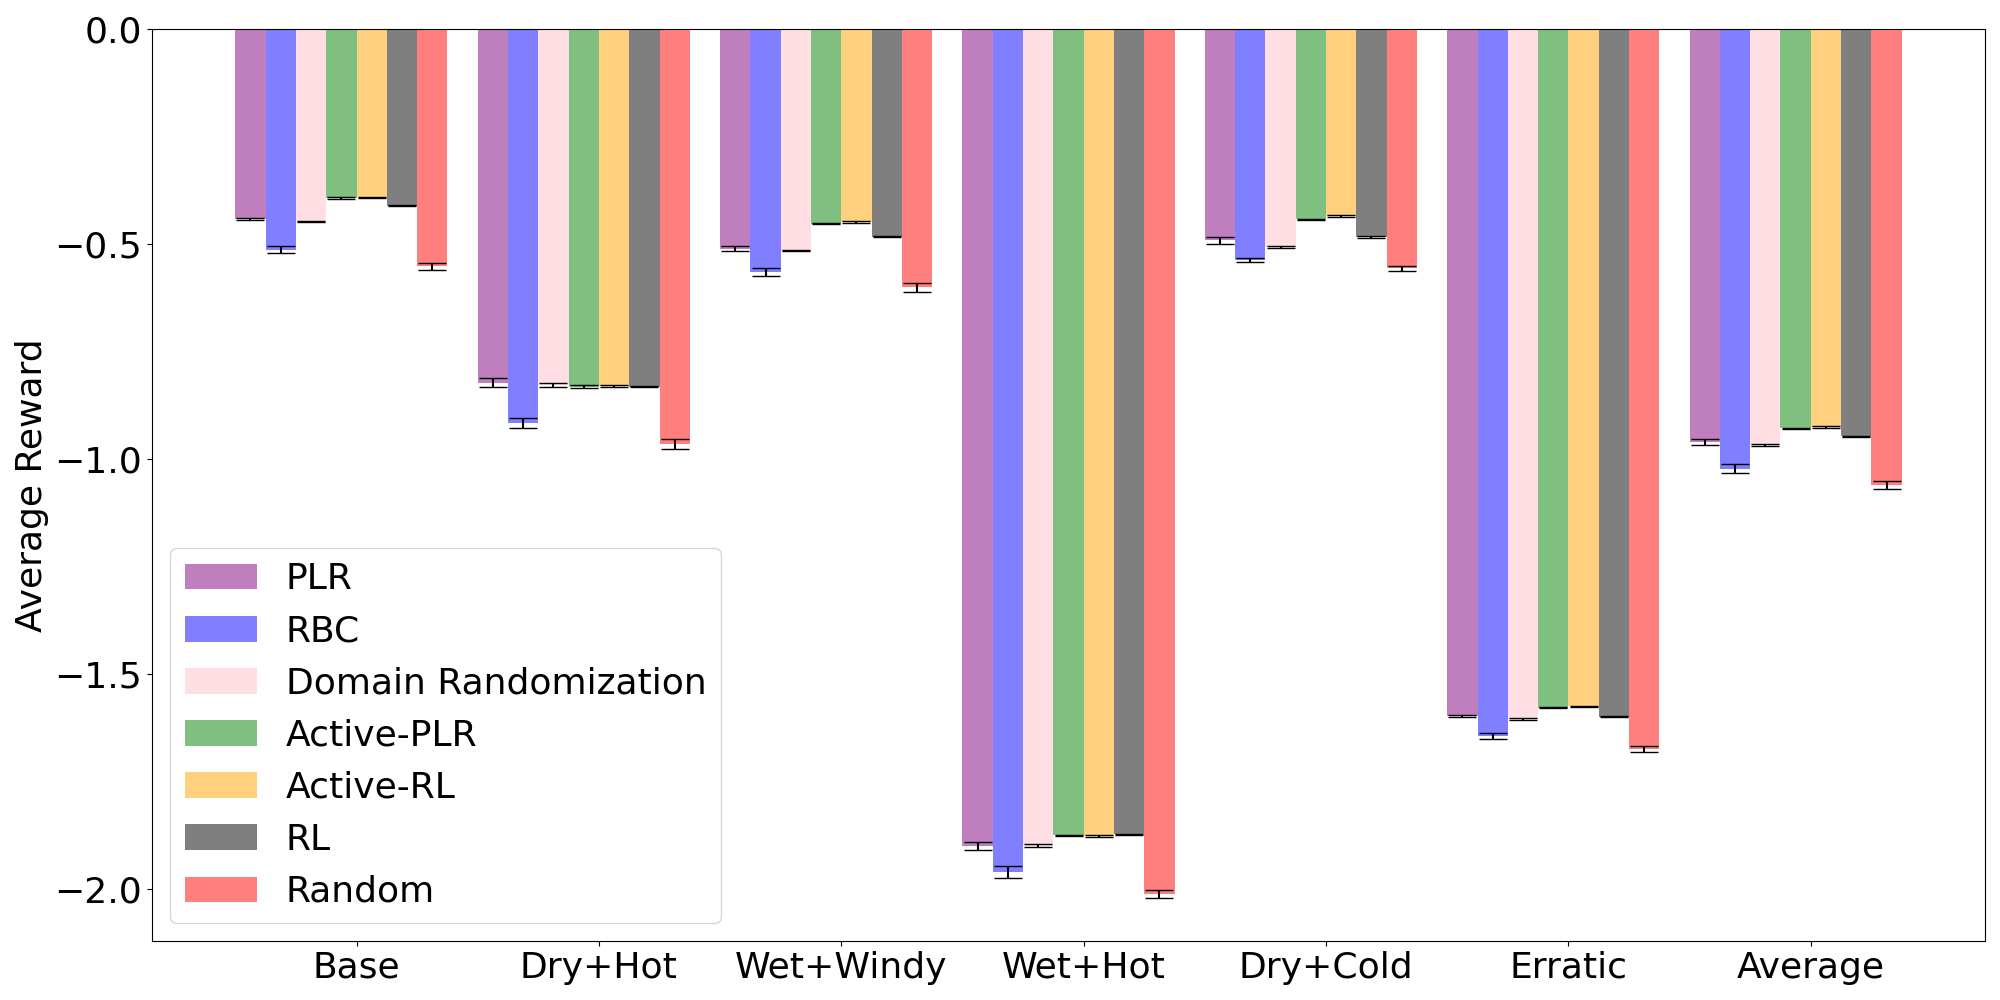 0.0
−0.5
−1.0
−1.5
−2.0
Average Reward
PLR
RBC
Domain Randomization
Active-PLR
Active-RL
RL
Random
Base
Dry+Hot
Wet+Windy
Wet+Hot
Dry+Cold
Erratic
Average